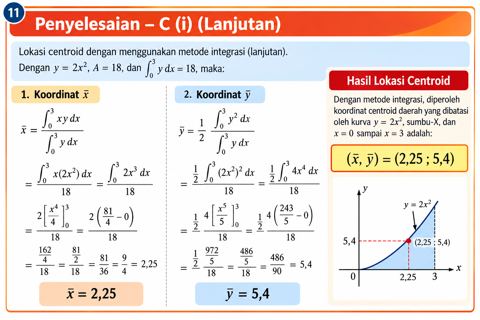 11
Penyelesaian – C (i) (Lanjutan)
Lokasi centroid dengan menggunakan metode integrasi (lanjutan).
Dengan y = 2x², A = 18, dan ∫₀³ y dx = 18, maka:
1. Koordinat x̄
x̄ = ∫₀³ xy dx / ∫₀³ y dx
= ∫₀³ x(2x²) dx / 18 = ∫₀³ 2x³ dx / 18
= 2[x⁴/4]₀³ / 18 = 2(81/4 − 0) / 18
= 162/4 / 18 = 81/2 / 18 = 81/36 = 9/4 = 2,25
x̄ = 2,25
2. Koordinat ȳ
ȳ = 1/2 ∫₀³ y² dx / ∫₀³ y dx
= 1/2 ∫₀³ (2x²)² dx / 18 = 1/2 ∫₀³ 4x⁴ dx / 18
= 1/2 4[x⁵/5]₀³ / 18 = 1/2 4(243/5 − 0) / 18
= 1/2 972/5 / 18 = 486/5 / 18 = 486/90 = 5,4
ȳ = 5,4
Hasil Lokasi Centroid
Dengan metode integrasi, diperoleh
koordinat centroid daerah yang dibatasi
oleh kurva y = 2x², sumbu-X, dan
x = 0 sampai x = 3 adalah:
(x̄, ȳ) = (2,25 ; 5,4)
y
y = 2x²
5,4
(2,25 ; 5,4)
0
2,25
3
x